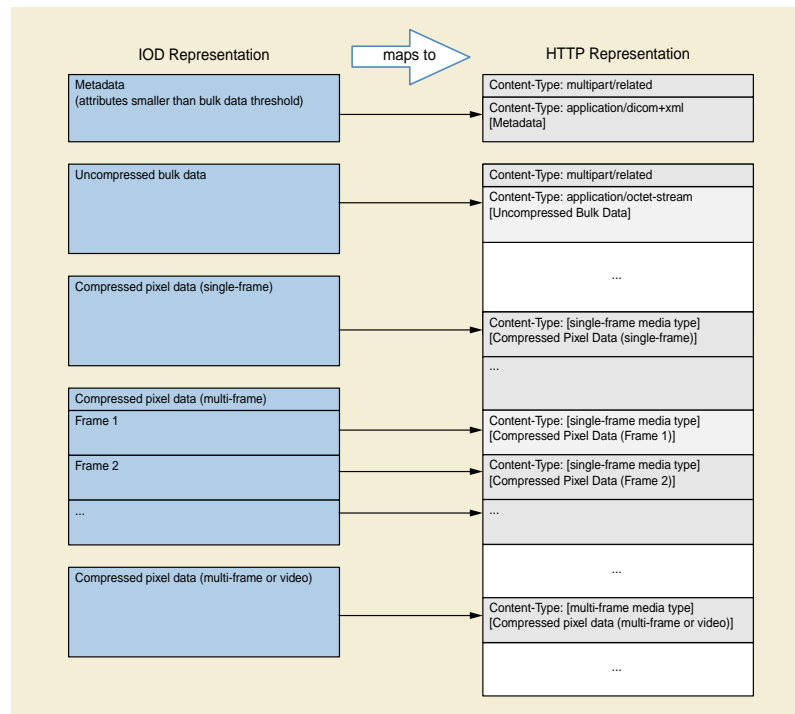 IOD Representation
maps to
HTTP Representation
Metadata
(attributes smaller than bulk data threshold)
Content-Type: multipart/related
Content-Type: application/dicom+xml
[Metadata]
Uncompressed bulk data
Content-Type: multipart/related
Content-Type: application/octet-stream
[Uncompressed Bulk Data]
...
Compressed pixel data (single-frame)
Content-Type: [single-frame media type]
[Compressed Pixel Data (single-frame)]
...
Compressed pixel data (multi-frame)
Frame 1
Content-Type: [single-frame media type]
[Compressed Pixel Data (Frame 1)]
Frame 2
Content-Type: [single-frame media type]
[Compressed Pixel Data (Frame 2)]
...
...
...
Compressed pixel data (multi-frame or video)
Content-Type: [multi-frame media type]
[Compressed pixel data (multi-frame or video)]
...